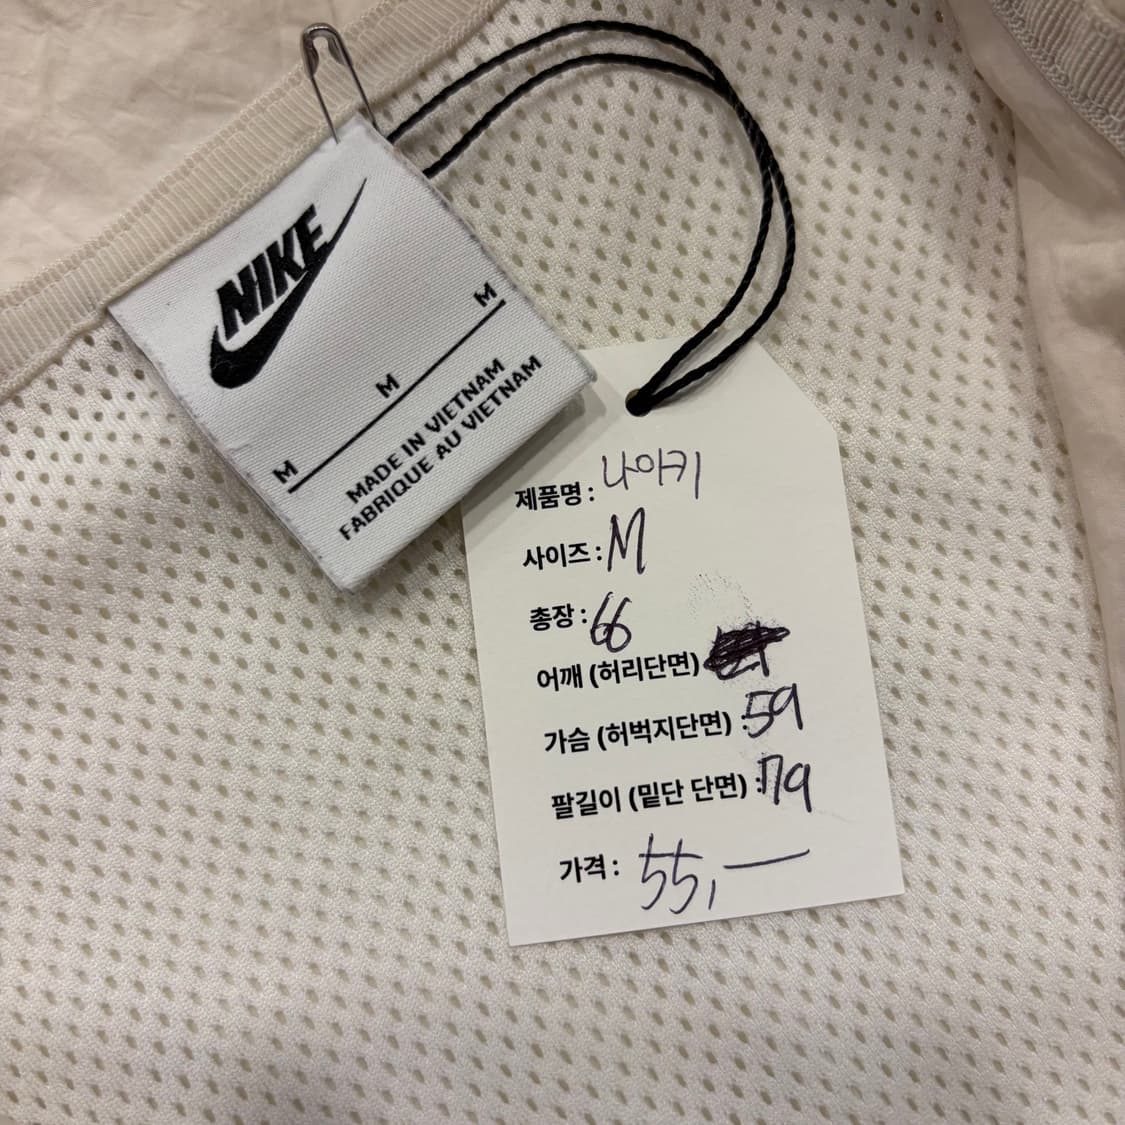 NIKE
M M M
MADE IN VIETNAM
FABRIQUE AU VIETNAM
제품명 : 나아키
사이즈 : M
총장 : 66
어깨 (허리단면)
가슴 (허벅지단면) : 59
팔길이 (밑단 단면) : 79
가격 : 55,—